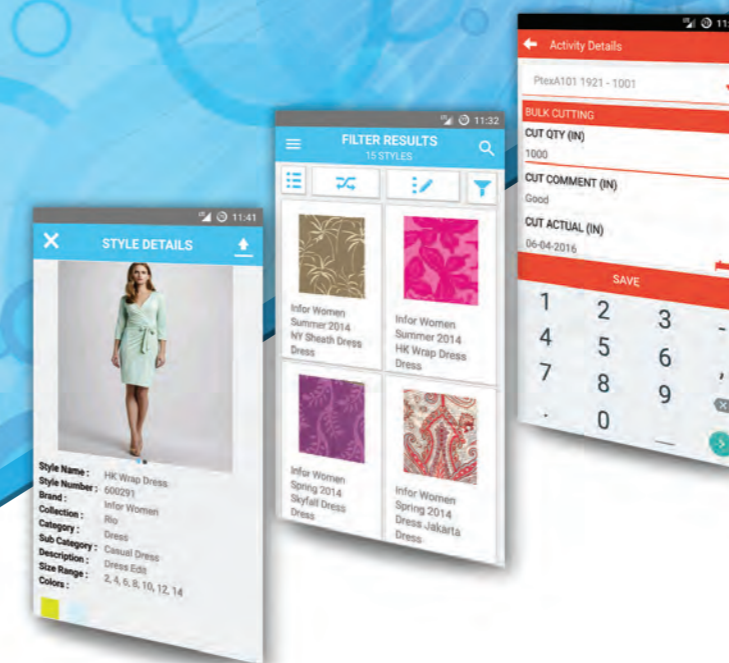 11:41
STYLE DETAILS
Style Name : HK Wrap Dress
Style Number : 600291
Brand : Infor Women
Collection : Rio
Category : Dress
Sub Category : Casual Dress
Description : Dress Edit
Size Range : 2, 4, 6, 8, 10, 12, 14
Colors :
11:32
FILTER RESULTS
15 STYLES
Infor Women
Summer 2014
NY Sheath Dress
Dress
Infor Women
Summer 2014
HK Wrap Dress
Dress
Infor Women
Spring 2014
Skyfall Dress
Dress
Infor Women
Spring 2014
Dress Jakarta
Dress
Activity Details
PtexA101 1921 - 1001
BULK CUTTING
CUT QTY (IN)
1000
CUT COMMENT (IN)
Good
CUT ACTUAL (IN)
06-04-2016
SAVE
1 2 3 -
4 5 6 ,
7 8 9
. 0